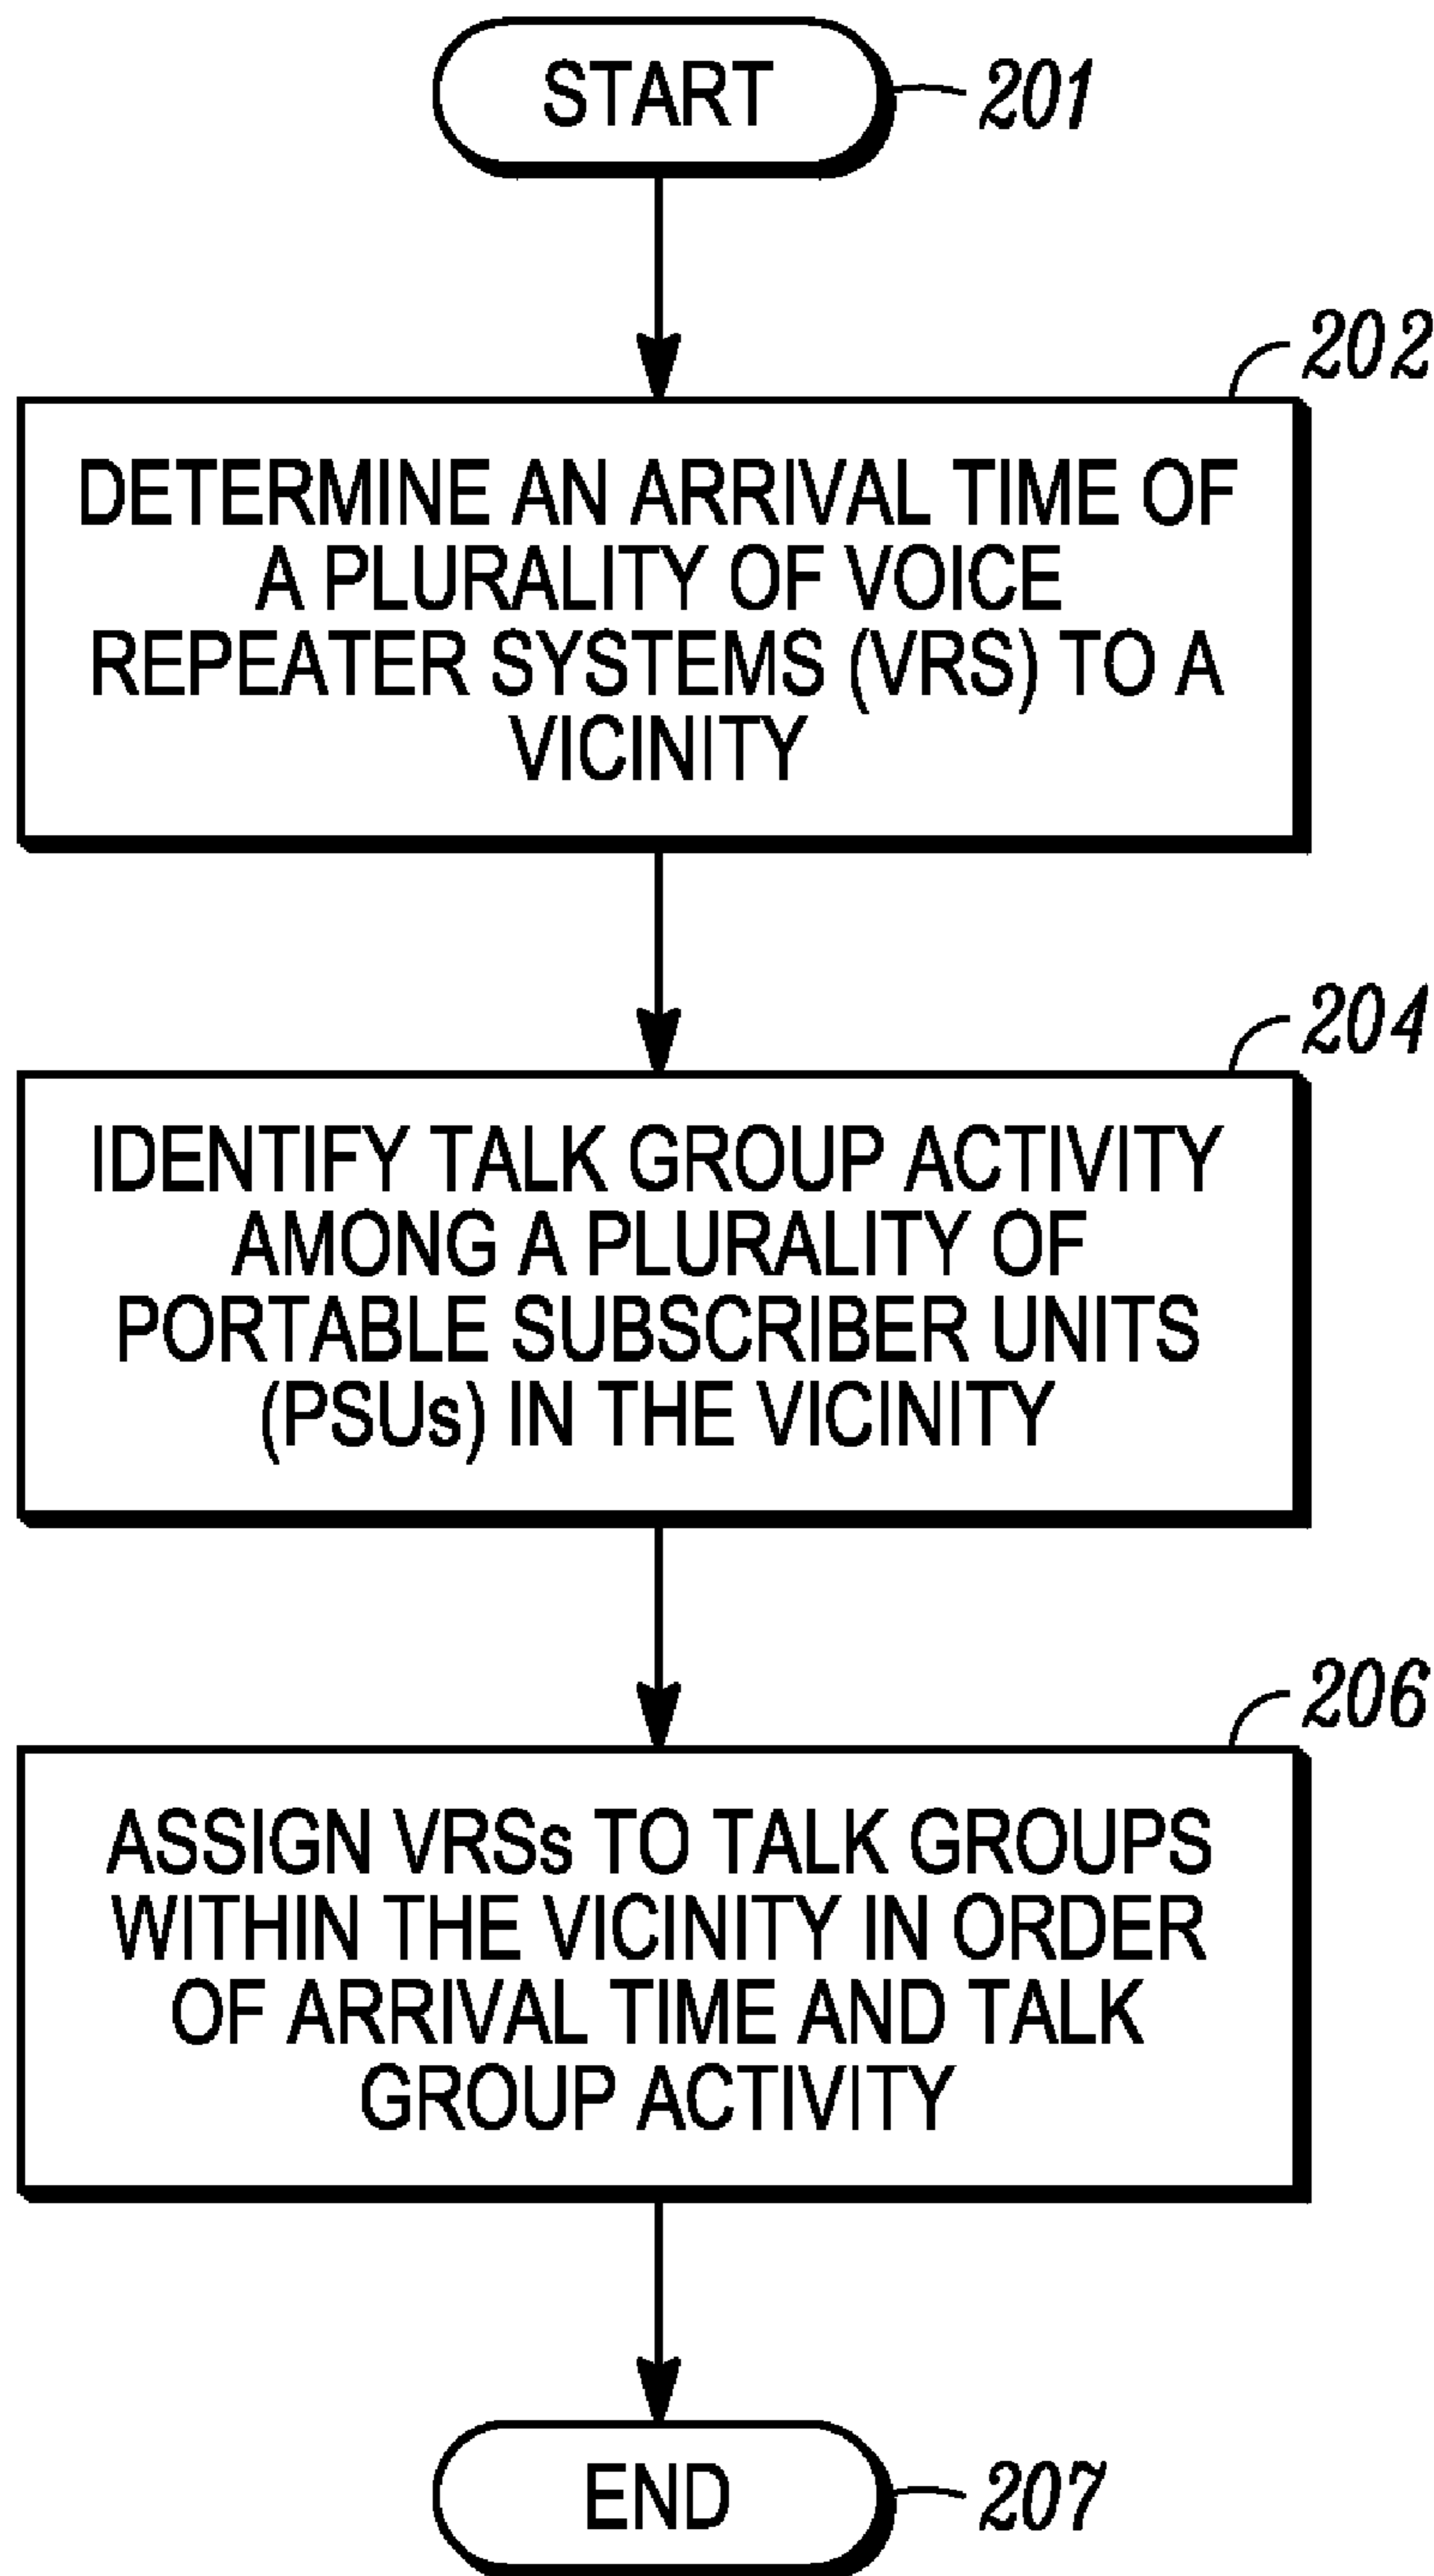 START
201
202
DETERMINE AN ARRIVAL TIME OF
A PLURALITY OF VOICE
REPEATER SYSTEMS (VRS) TO A
VICINITY
204
IDENTIFY TALK GROUP ACTIVITY
AMONG A PLURALITY OF
PORTABLE SUBSCRIBER UNITS
(PSUs) IN THE VICINITY
206
ASSIGN VRSs TO TALK GROUPS
WITHIN THE VICINITY IN ORDER
OF ARRIVAL TIME AND TALK
GROUP ACTIVITY
END
207